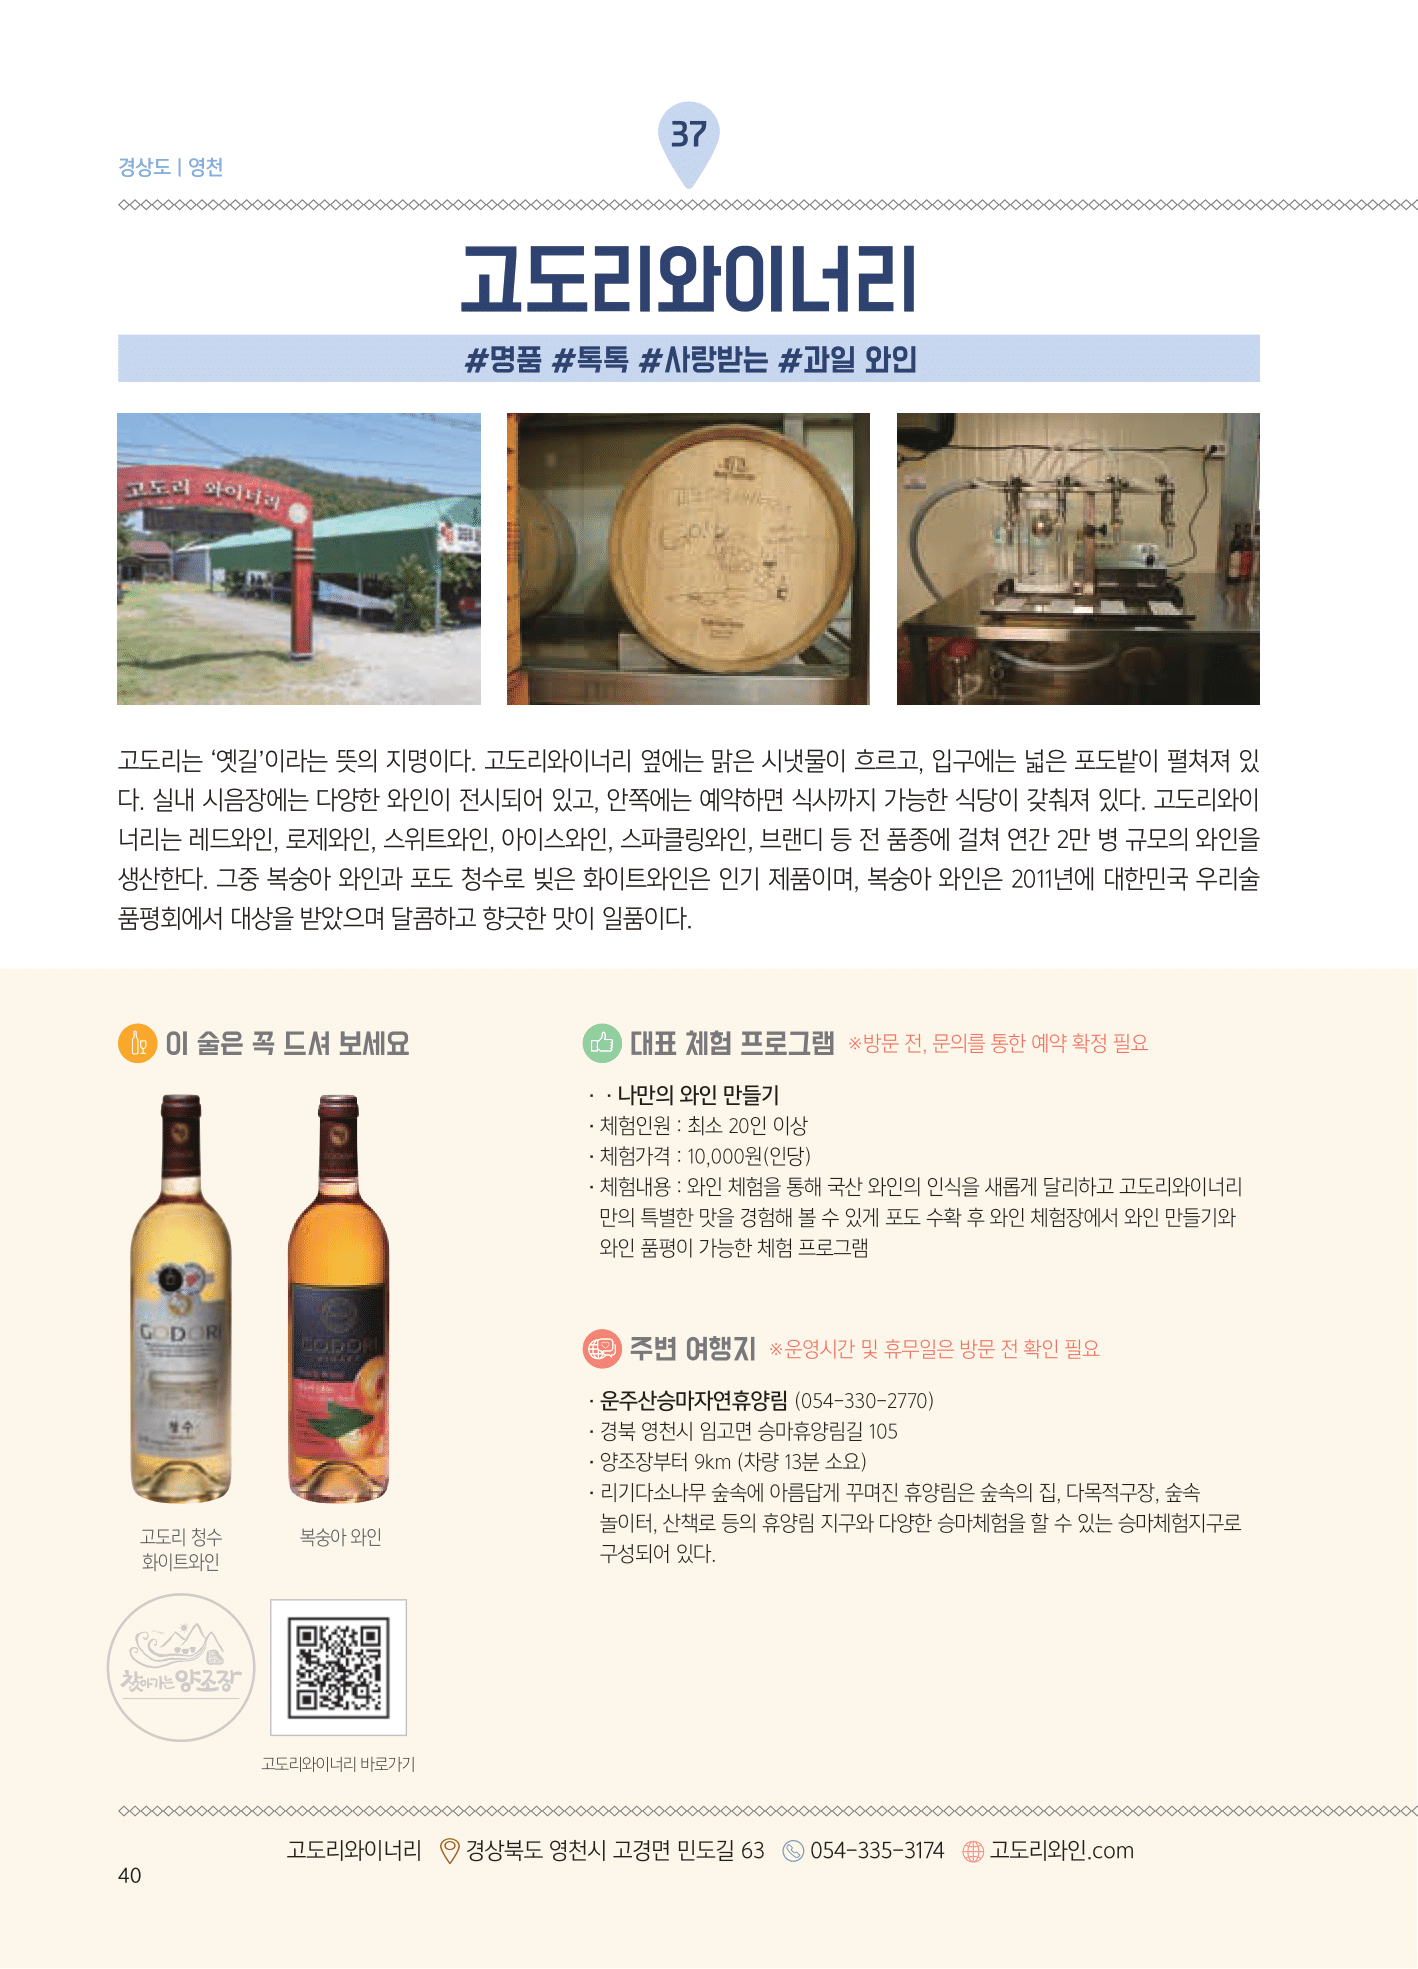 37
경상도 | 영천
고도리와이너리
#명품 #톡톡 #사랑받는 #과일 와인
고도리 와이너리
고도리는 ‘옛길’이라는 뜻의 지명이다. 고도리와이너리 옆에는 맑은 시냇물이 흐르고, 입구에는 넓은 포도밭이 펼쳐져 있
다. 실내 시음장에는 다양한 와인이 전시되어 있고, 안쪽에는 예약하면 식사까지 가능한 식당이 갖춰져 있다. 고도리와이
너리는 레드와인, 로제와인, 스위트와인, 아이스와인, 스파클링와인, 브랜디 등 전 품종에 걸쳐 연간 2만 병 규모의 와인을
생산한다. 그중 복숭아 와인과 포도 청수로 빚은 화이트와인은 인기 제품이며, 복숭아 와인은 2011년에 대한민국 우리술
품평회에서 대상을 받았으며 달콤하고 향긋한 맛이 일품이다.
이 술은 꼭 드셔 보세요
GODORI
청수
GODORI
고도리 청수
화이트와인
복숭아 와인
찾아가는 양조장
고도리와이너리 바로가기
대표 체험 프로그램 ※방문 전, 문의를 통한 예약 확정 필요
· · 나만의 와인 만들기
· 체험인원 : 최소 20인 이상
· 체험가격 : 10,000원(인당)
· 체험내용 : 와인 체험을 통해 국산 와인의 인식을 새롭게 달리하고 고도리와이너리
만의 특별한 맛을 경험해 볼 수 있게 포도 수확 후 와인 체험장에서 와인 만들기와
와인 품평이 가능한 체험 프로그램
주변 여행지 ※운영시간 및 휴무일은 방문 전 확인 필요
· 운주산승마자연휴양림 (054-330-2770)
· 경북 영천시 임고면 승마휴양림길 105
· 양조장부터 9km (차량 13분 소요)
· 리기다소나무 숲속에 아름답게 꾸며진 휴양림은 숲속의 집, 다목적구장, 숲속
놀이터, 산책로 등의 휴양림 지구와 다양한 승마체험을 할 수 있는 승마체험지구로
구성되어 있다.
고도리와이너리 경상북도 영천시 고경면 민도길 63 054-335-3174 고도리와인.com
40